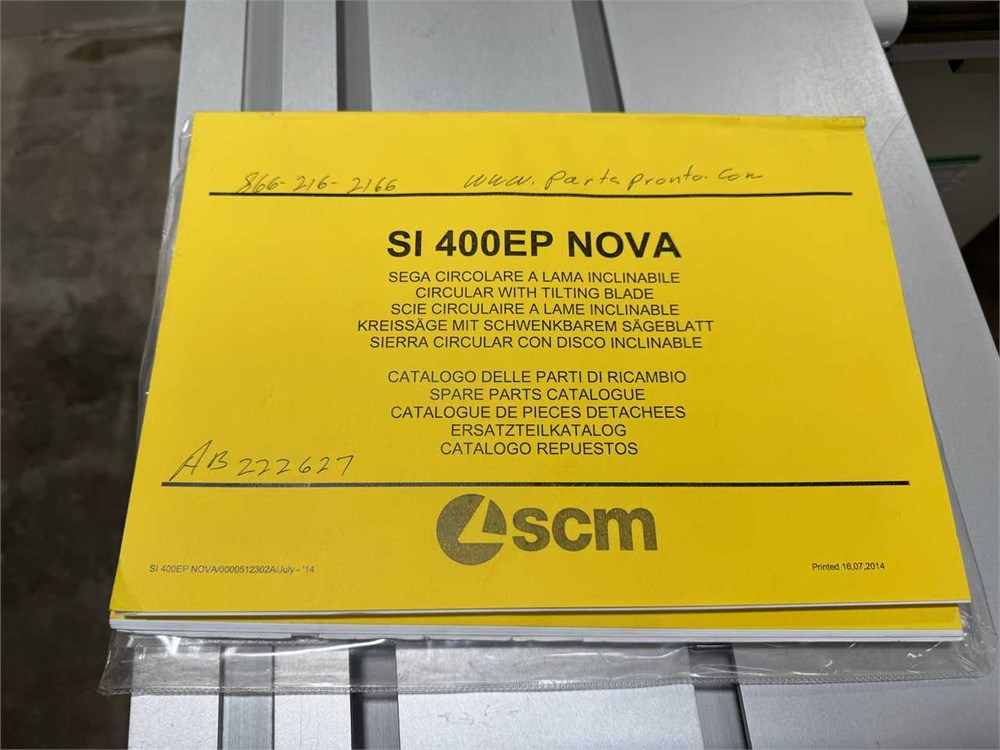 866-216-2166 www.partspronto.com
SI 400EP NOVA
SEGA CIRCOLARE A LAMA INCLINABILE
CIRCULAR WITH TILTING BLADE
SCIE CIRCULAIRE A LAME INCLINABLE
KREISSÄGE MIT SCHWENKBAREM SÄGEBLATT
SIERRA CIRCULAR CON DISCO INCLINABLE
CATALOGO DELLE PARTI DI RICAMBIO
SPARE PARTS CATALOGUE
CATALOGUE DE PIECES DETACHEES
ERSATZTEILKATALOG
CATALOGO REPUESTOS
AB222627
scm
SI 400EP NOVA/0000512302A/July - '14 Printed 16,07,2014